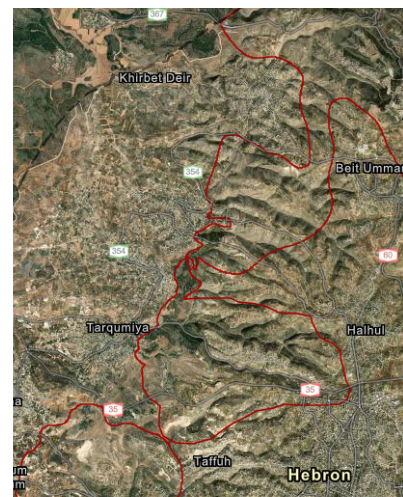 367
Khirbet Deir
354
Beit Ummar
354
60
Tarqumiya
Halhul
35
35
Taffuh
Hebron